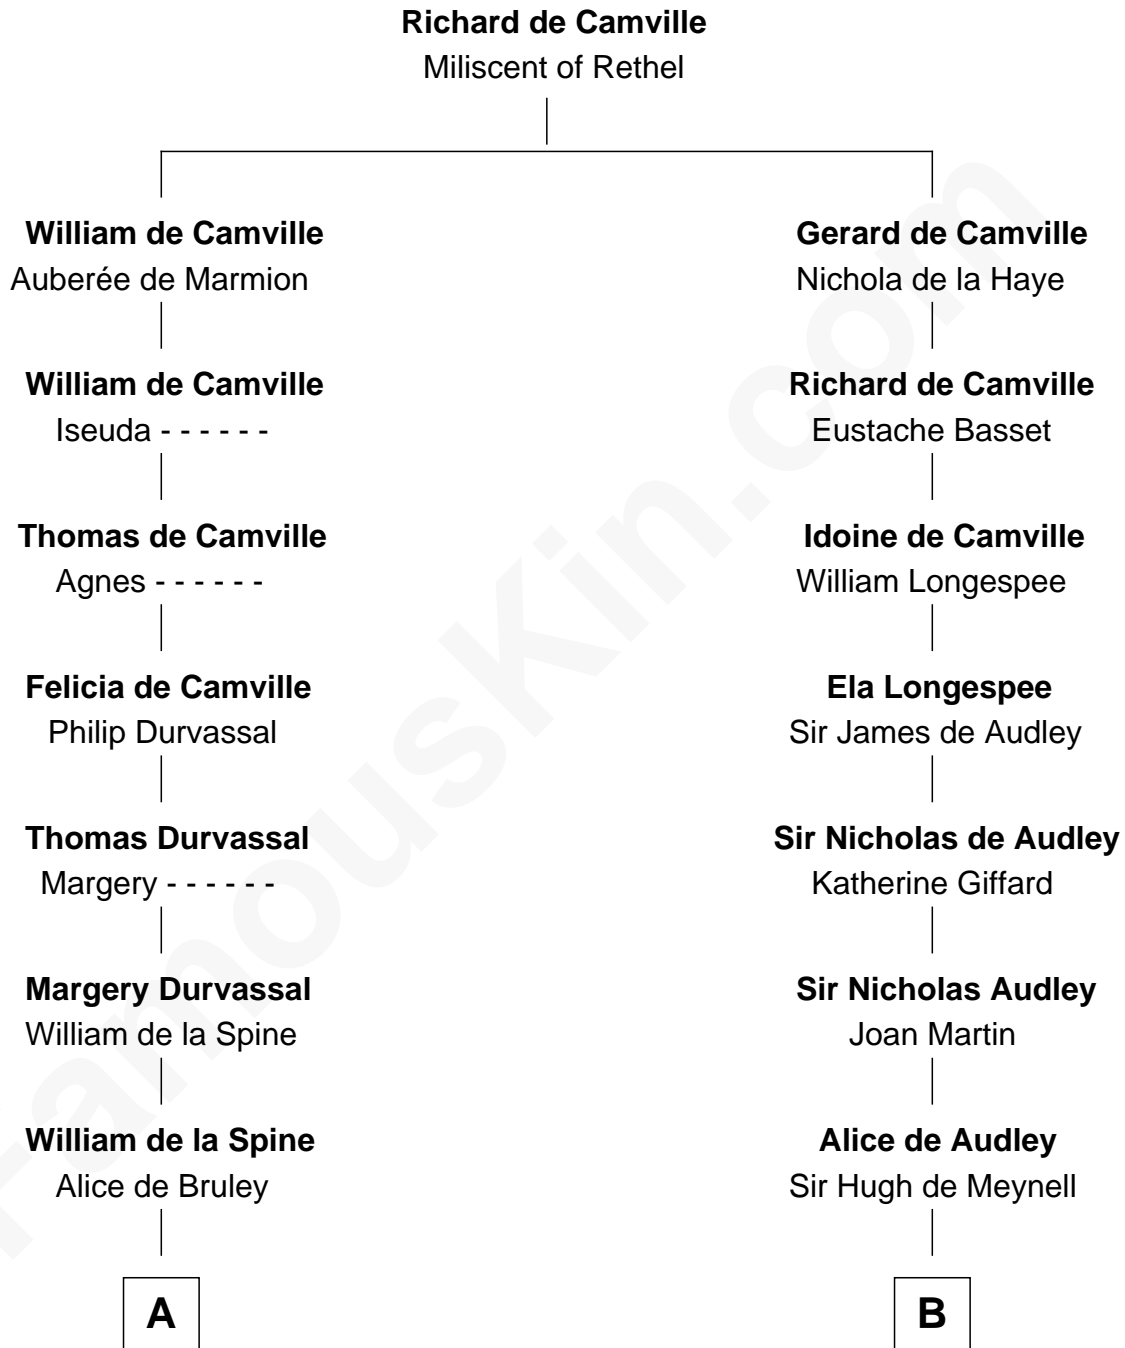 Richard de Camville
Miliscent of Rethel
William de Camville
Auberée de Marmion
Gerard de Camville
Nichola de la Haye
William de Camville
Iseuda - - - - - -
Richard de Camville
Eustache Basset
Thomas de Camville
Agnes - - - - - -
Idoine de Camville
William Longespee
Felicia de Camville
Philip Durvassal
Ela Longespee
Sir James de Audley
Thomas Durvassal
Margery - - - - - -
Sir Nicholas de Audley
Katherine Giffard
Margery Durvassal
William de la Spine
Sir Nicholas Audley
Joan Martin
William de la Spine
Alice de Bruley
Alice de Audley
Sir Hugh de Meynell
A
B
FamousKin.com